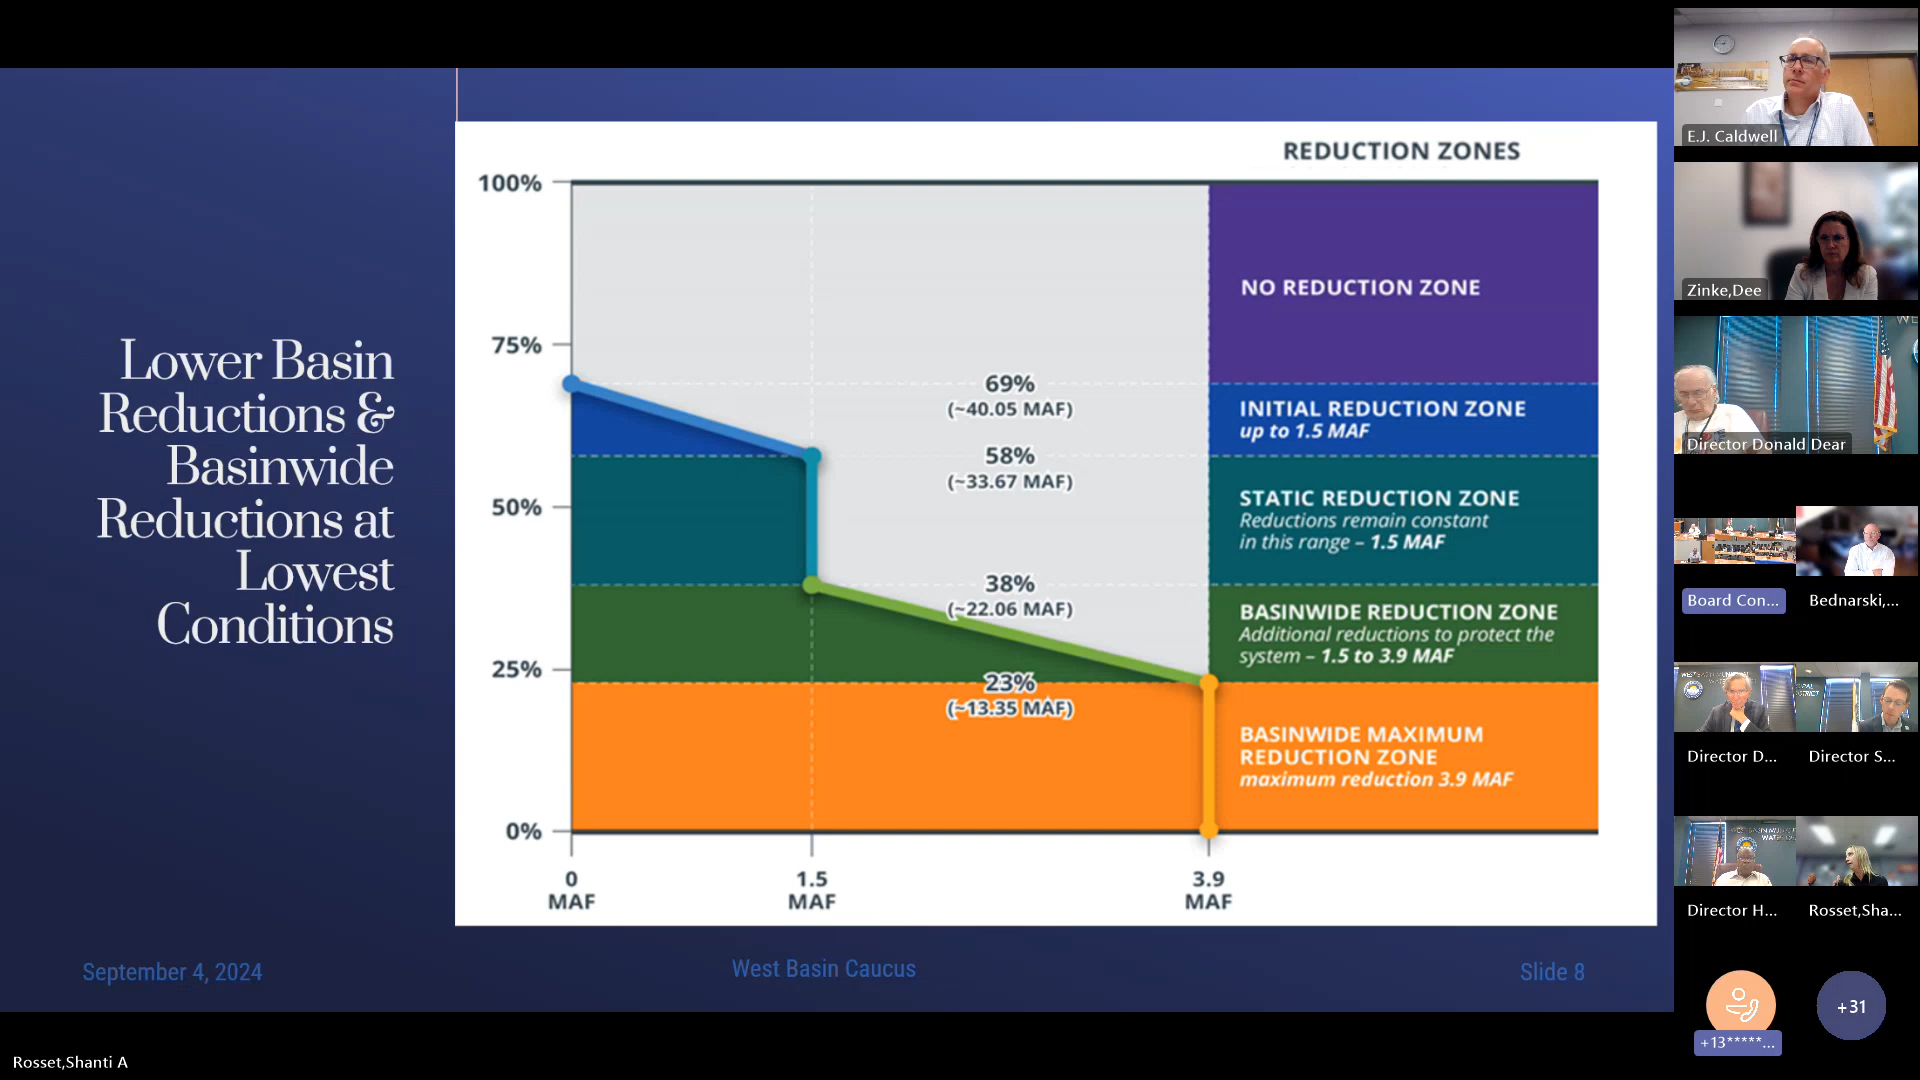 Lower Basin
Reductions &
Basinwide
Reductions at
Lowest
Conditions
REDUCTION ZONES
100%
75%
50%
25%
0%
69%
(~40.05 MAF)
58%
(~33.67 MAF)
38%
(~22.06 MAF)
23%
(~13.35 MAF)
NO REDUCTION ZONE
INITIAL REDUCTION ZONE
up to 1.5 MAF
STATIC REDUCTION ZONE
Reductions remain constant
in this range – 1.5 MAF
BASINWIDE REDUCTION ZONE
Additional reductions to protect the
system – 1.5 to 3.9 MAF
BASINWIDE MAXIMUM
REDUCTION ZONE
maximum reduction 3.9 MAF
0
MAF
1.5
MAF
3.9
MAF
September 4, 2024
West Basin Caucus
Slide 8
Rosset,Shanti A
E.J. Caldwell
Zinke,Dee
Director Donald Dear
Board Con...
Bednarski,...
Director D...
Director S...
Director H...
Rosset,Sha...
+13*****...
+31